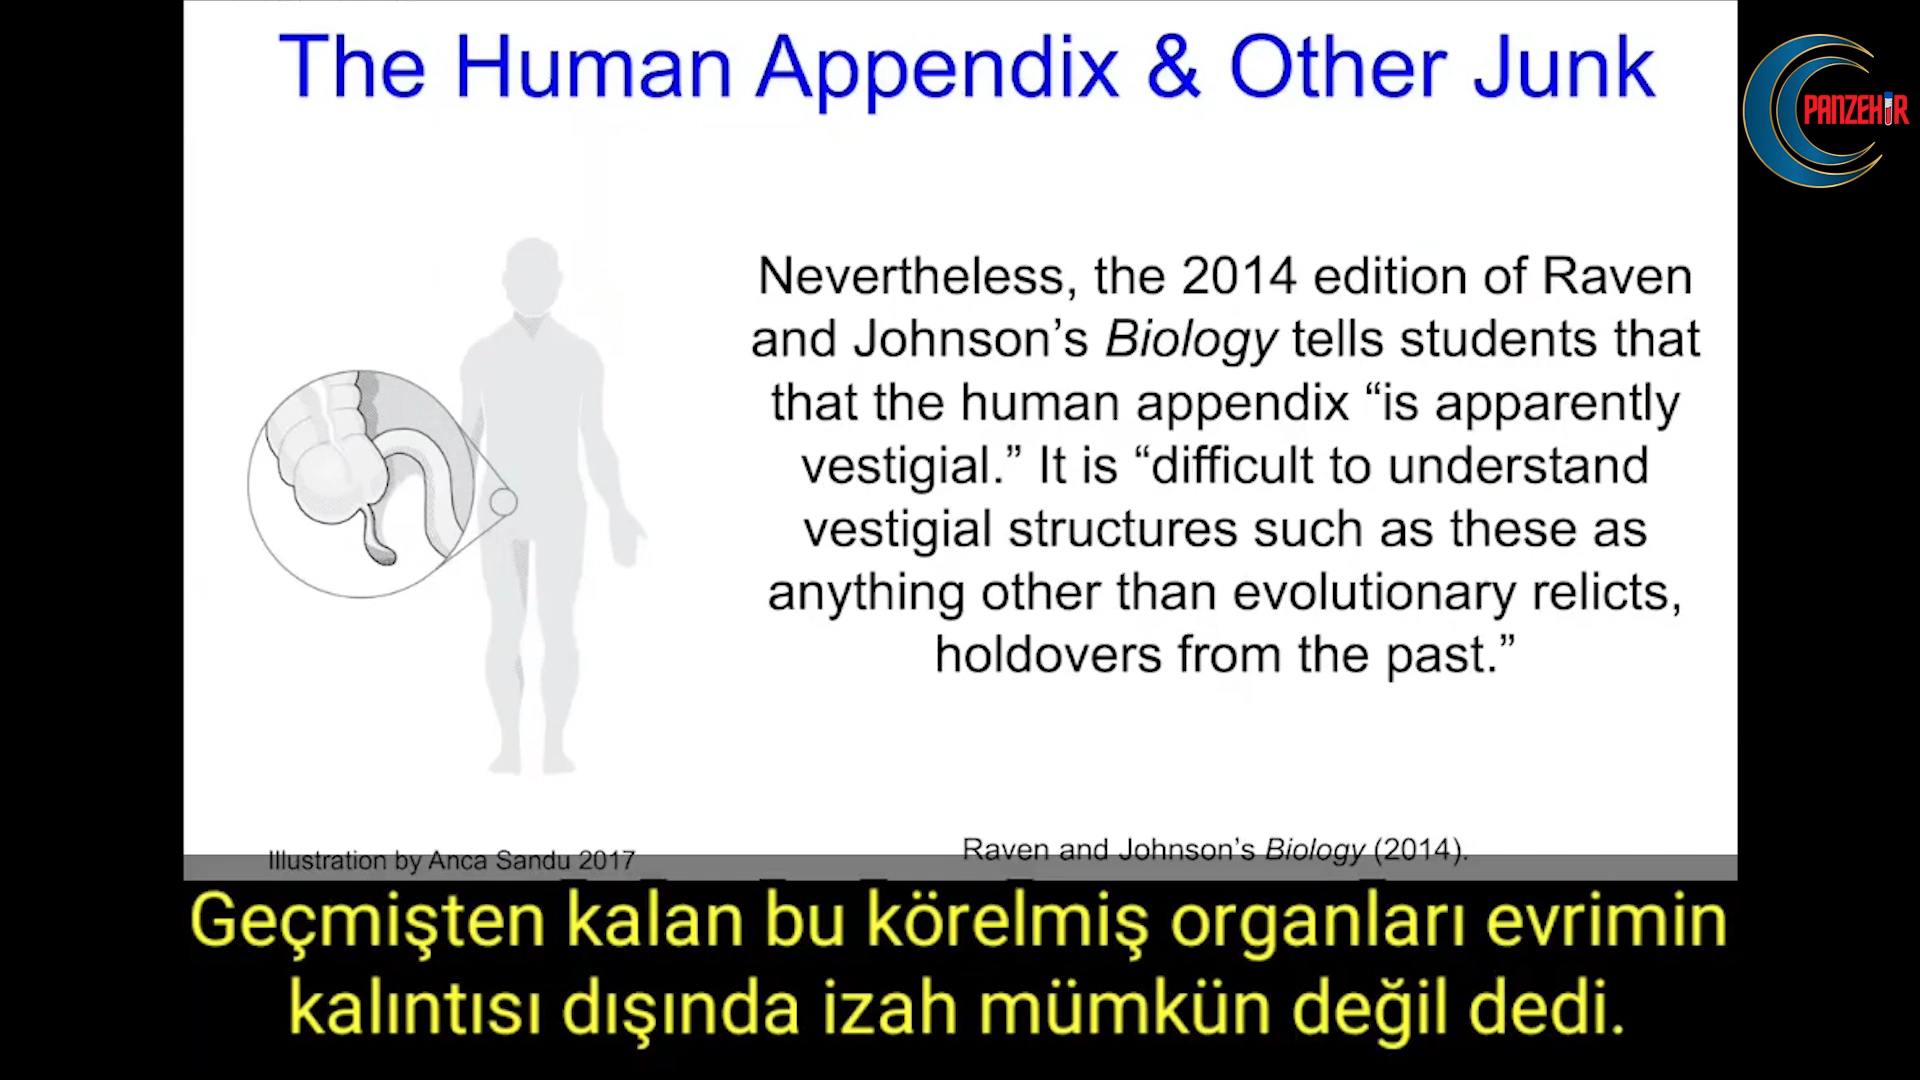 The Human Appendix & Other Junk
PANZEHİR
Nevertheless, the 2014 edition of Raven
and Johnson’s Biology tells students that
that the human appendix “is apparently
vestigial.” It is “difficult to understand
vestigial structures such as these as
anything other than evolutionary relicts,
holdovers from the past.”
Illustration by Anca Sandu 2017
Raven and Johnson’s Biology (2014).
Geçmişten kalan bu körelmiş organları evrimin
kalıntısı dışında izah mümkün değil dedi.